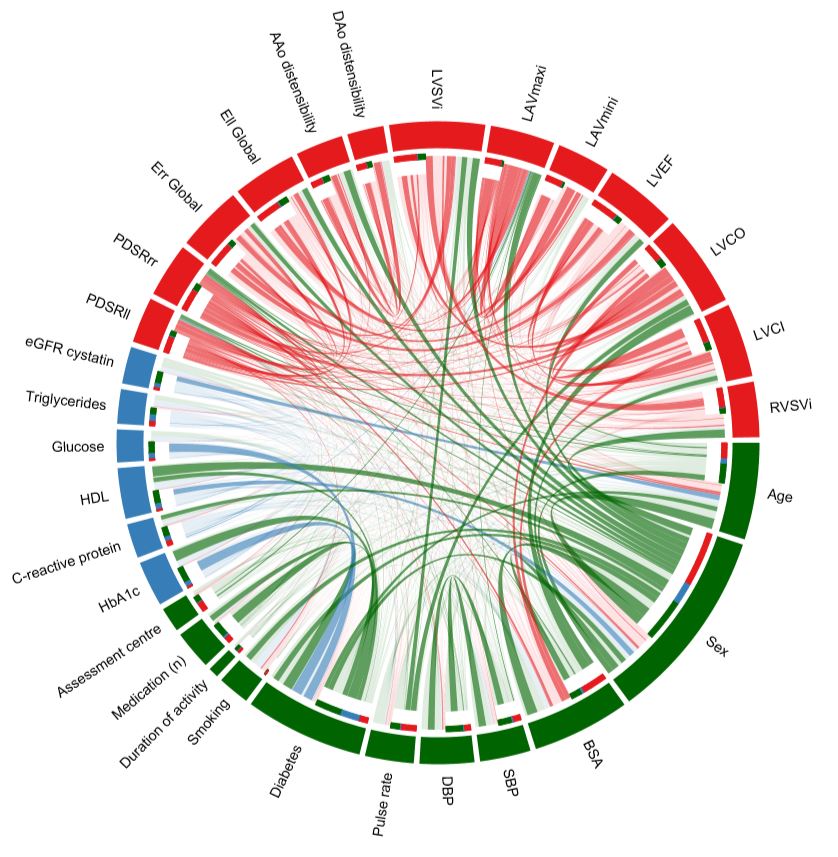 DAo distensibility
LVSVi
LAVmaxi
LAVmini
LVEF
LVCO
LVCI
RVSVi
Age
Sex
BSA
SBP
DBP
Pulse rate
Diabetes
Smoking
Duration of activity
Medication (n)
Assessment centre
HbA1c
C-reactive protein
HDL
Glucose
Triglycerides
eGFR cystatin
PDSRll
PDSRrr
Err Global
Ell Global
AAo distensibility